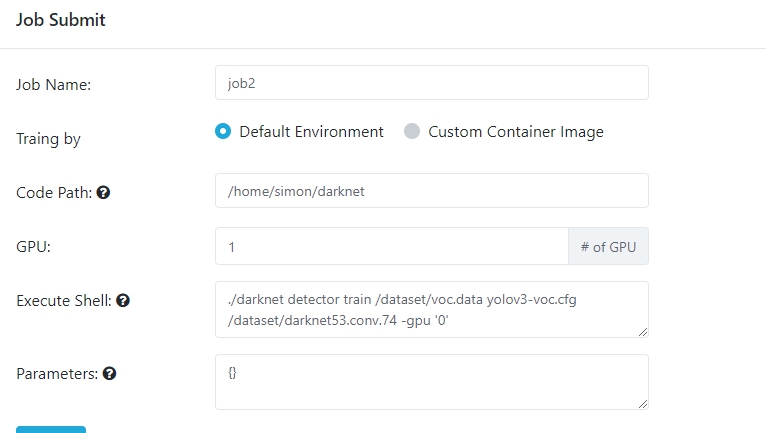 Job Submit
Job Name:
job2
Traing by
Default Environment
Custom Container Image
Code Path:
/home/simon/darknet
GPU:
1
# of GPU
Execute Shell:
./darknet detector train /dataset/voc.data yolov3-voc.cfg
/dataset/darknet53.conv.74 -gpu '0'
Parameters:
{}